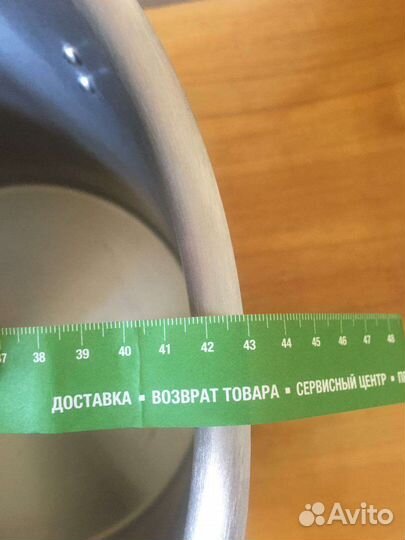 37 38 39 40 41 42 43 44 45 46 47 48
ДОСТАВКА ▪ ВОЗВРАТ ТОВАРА ▪ СЕРВИСНЫЙ ЦЕНТР ▪
Avito